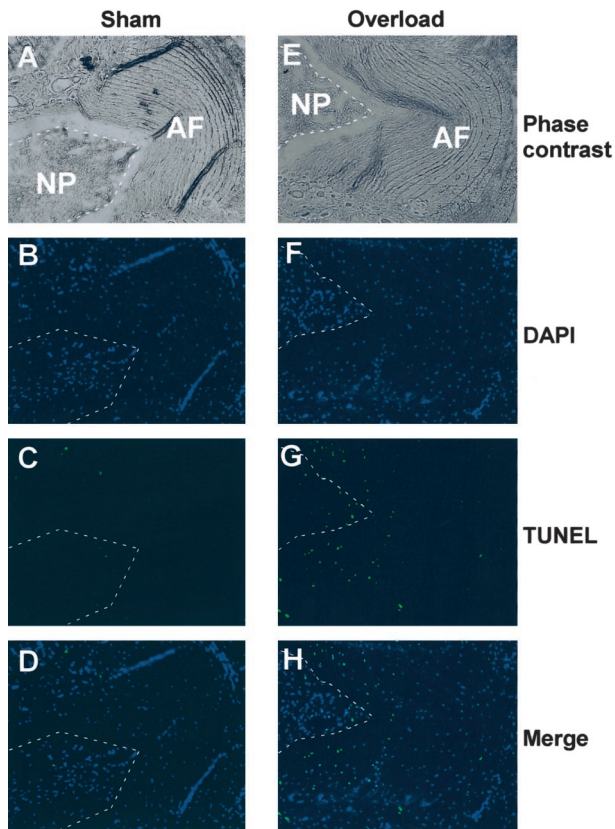 Sham Overload
A E
NP AF NP AF
Phase
contrast
B F
DAPI
C G
TUNEL
D H
Merge